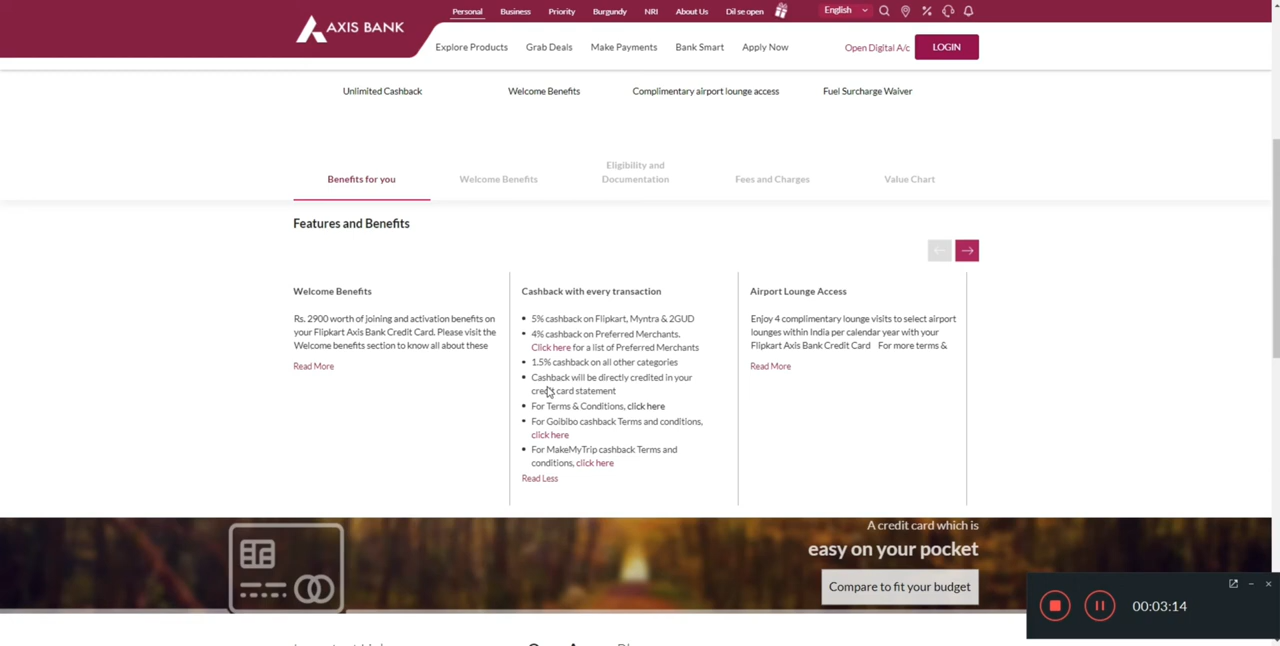 Personal Business Priority Burgundy NRI About Us Dil se open English
AXIS BANK
Explore Products Grab Deals Make Payments Bank Smart Apply Now Open Digital A/c LOGIN
Unlimited Cashback Welcome Benefits Complimentary airport lounge access Fuel Surcharge Waiver
Benefits for you Welcome Benefits Eligibility and Documentation Fees and Charges Value Chart
Features and Benefits
Welcome Benefits
Rs. 2900 worth of joining and activation benefits on
your Flipkart Axis Bank Credit Card. Please visit the
Welcome benefits section to know all about these
Read More
Cashback with every transaction
5% cashback on Flipkart, Myntra & 2GUD
4% cashback on Preferred Merchants.
Click here for a list of Preferred Merchants
1.5% cashback on all other categories
Cashback will be directly credited in your
credit card statement
For Terms & Conditions, click here
For Goibibo cashback Terms and conditions,
click here
For MakeMyTrip cashback Terms and
conditions, click here
Read Less
Airport Lounge Access
Enjoy 4 complimentary lounge visits to select airport
lounges within India per calendar year with your
Flipkart Axis Bank Credit Card For more terms &
Read More
A credit card which is
easy on your pocket
Compare to fit your budget
00:03:14